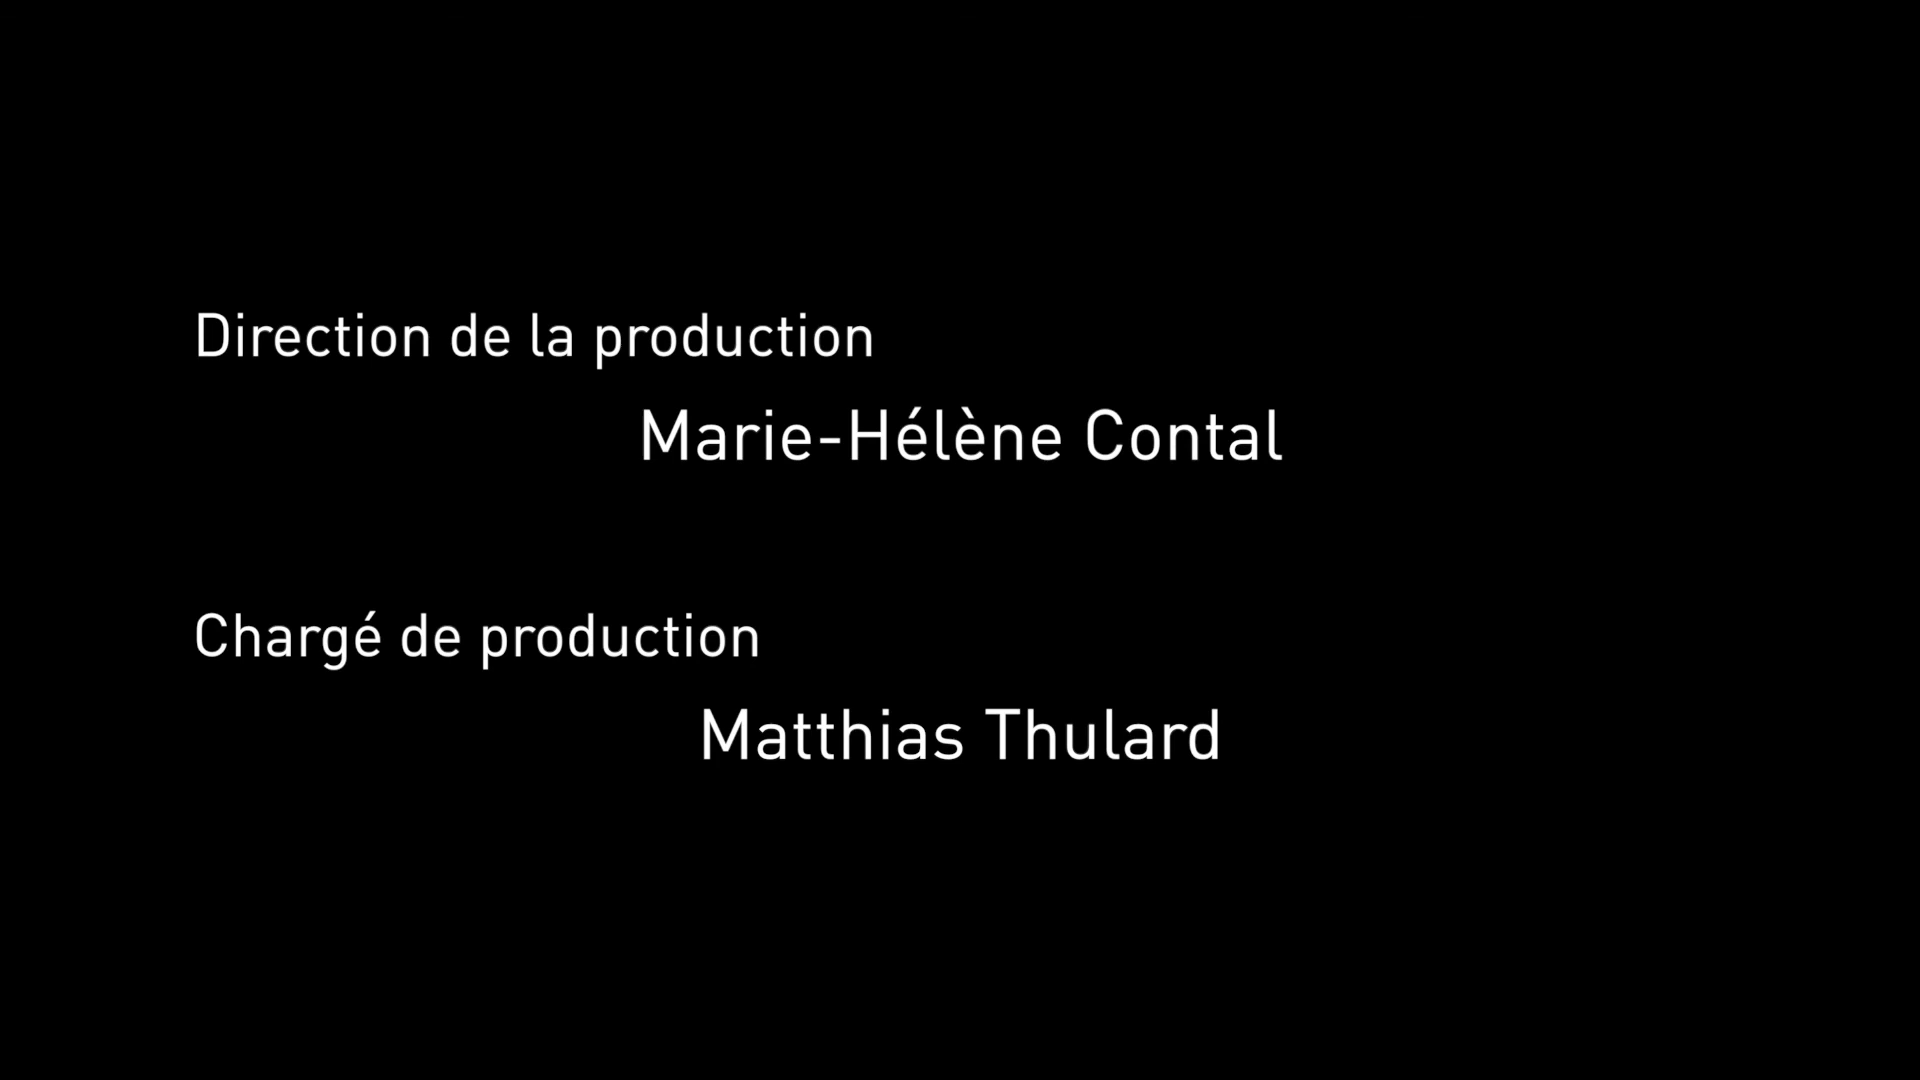 Direction de la production
Marie-Hélène Contal
Chargé de production
Matthias Thulard